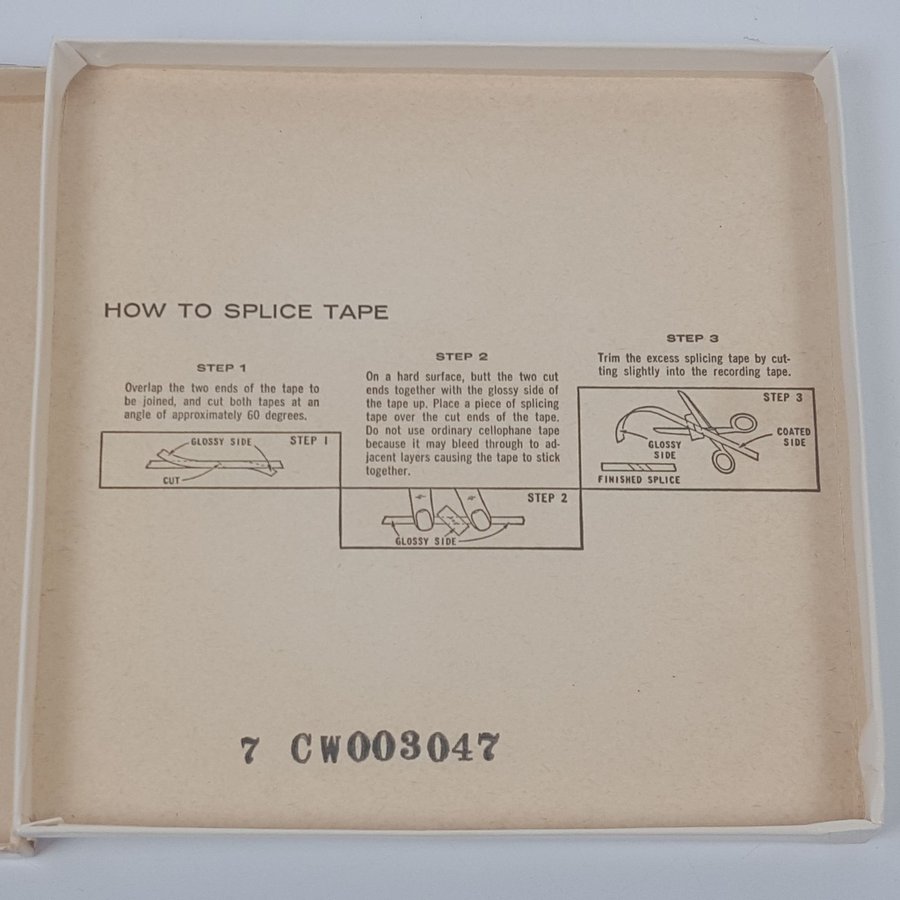 HOW TO SPLICE TAPE
STEP 1
Overlap the two ends of the tape to
be joined, and cut both tapes at an
angle of approximately 60 degrees.
GLOSSY SIDE
STEP 1
CUT
STEP 2
On a hard surface, butt the two cut
ends together with the glossy side of
the tape up. Place a piece of splicing
tape over the cut ends of the tape.
Do not use ordinary cellophane tape
because it may bleed through to ad-
jacent layers causing the tape to stick
together.
STEP 2
GLOSSY SIDE
STEP 3
Trim the excess splicing tape by cut-
ting slightly into the recording tape.
STEP 3
GLOSSY
SIDE
COATED
SIDE
FINISHED SPLICE
7 CW003047